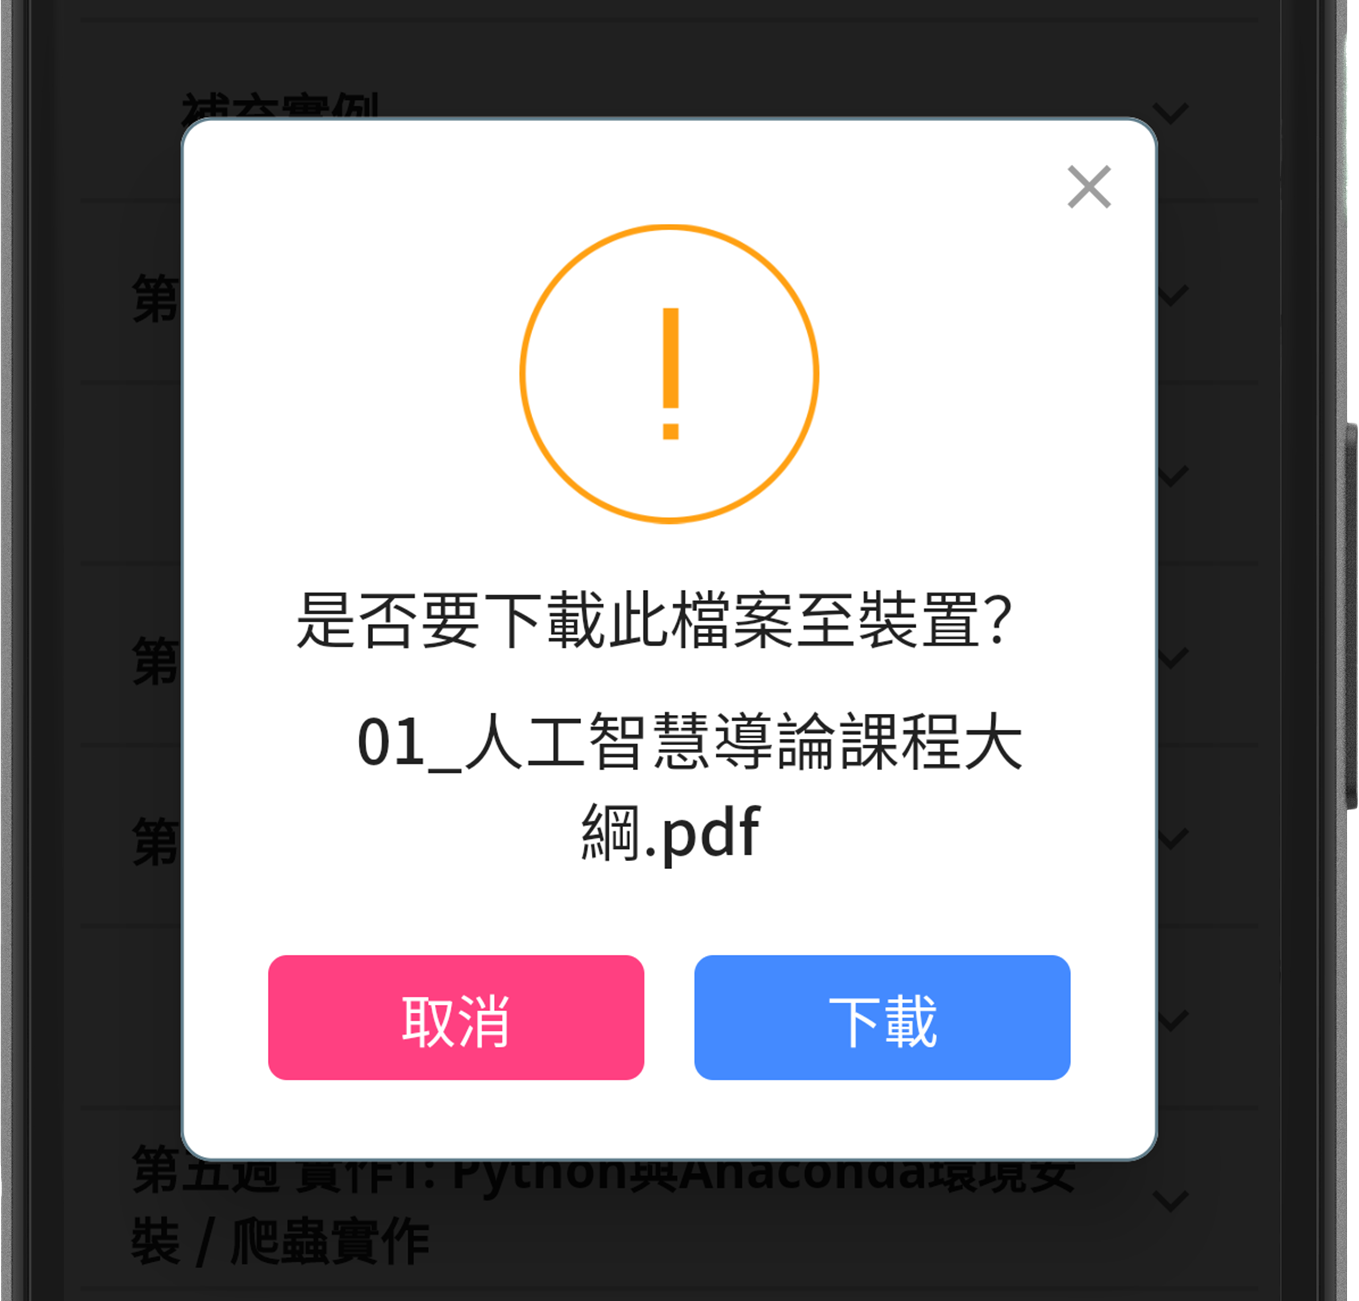 補充實例
第
是否要下載此檔案至裝置?
第
01_人工智慧導論課程大
綱.pdf
第
取消 下載
第五週 實作1: Python與Anaconda環境安
裝 / 爬蟲實作